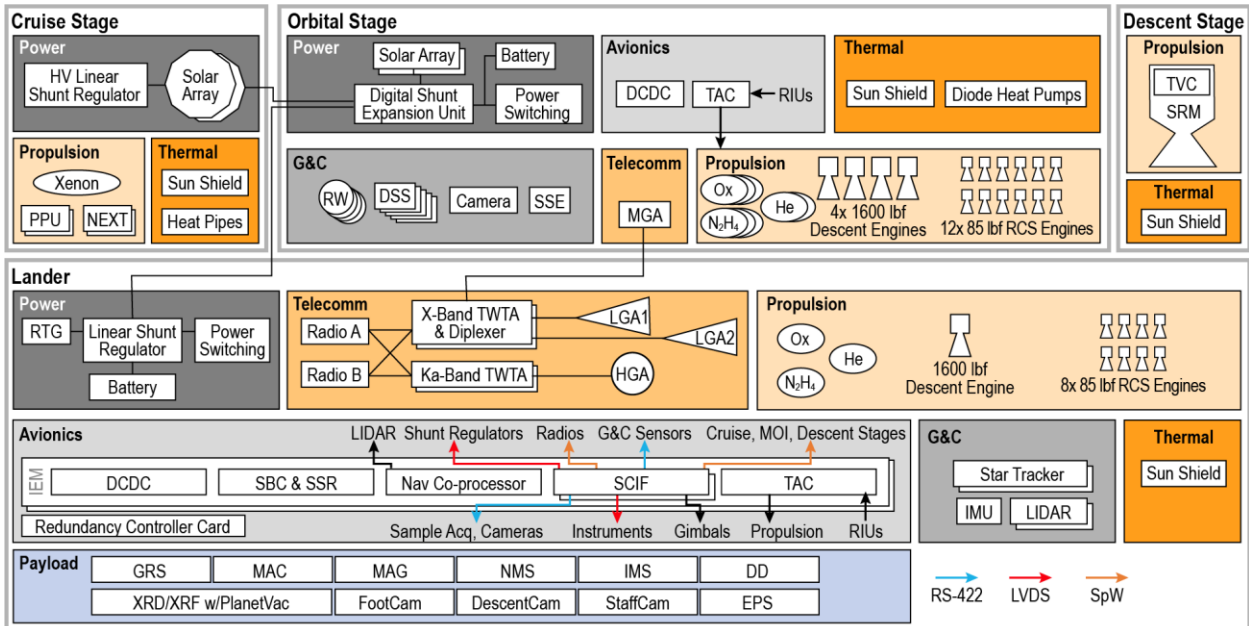 Cruise Stage
Power
HV Linear
Shunt Regulator
Solar
Array
Propulsion
Xenon
PPU
NEXT
Thermal
Sun Shield
Heat Pipes
Orbital Stage
Power
Solar Array
Battery
Digital Shunt
Expansion Unit
Power
Switching
Avionics
DCDC
TAC
RIUs
Thermal
Sun Shield
Diode Heat Pumps
G&C
RW
DSS
Camera
SSE
Telecomm
MGA
Propulsion
Ox
N₂H₄
He
4x 1600 lbf
Descent Engines
12x 85 lbf RCS Engines
Descent Stage
Propulsion
TVC
SRM
Thermal
Sun Shield
Lander
Power
RTG
Linear Shunt
Regulator
Power
Switching
Battery
Telecomm
Radio A
Radio B
X-Band TWTA
& Diplexer
Ka-Band TWTA
LGA1
LGA2
HGA
Propulsion
Ox
N₂H₄
He
1600 lbf
Descent Engine
8x 85 lbf RCS Engines
Avionics
LIDAR
Shunt Regulators
Radios
G&C Sensors
Cruise, MOI, Descent Stages
IEM
DCDC
SBC & SSR
Nav Co-processor
SCIF
TAC
Redundancy Controller Card
Sample Acq, Cameras
Instruments
Gimbals
Propulsion
RIUs
G&C
Star Tracker
IMU
LIDAR
Thermal
Sun Shield
Payload
GRS
MAC
MAG
NMS
IMS
DD
XRD/XRF w/PlanetVac
FootCam
DescentCam
StaffCam
EPS
RS-422
LVDS
SpW